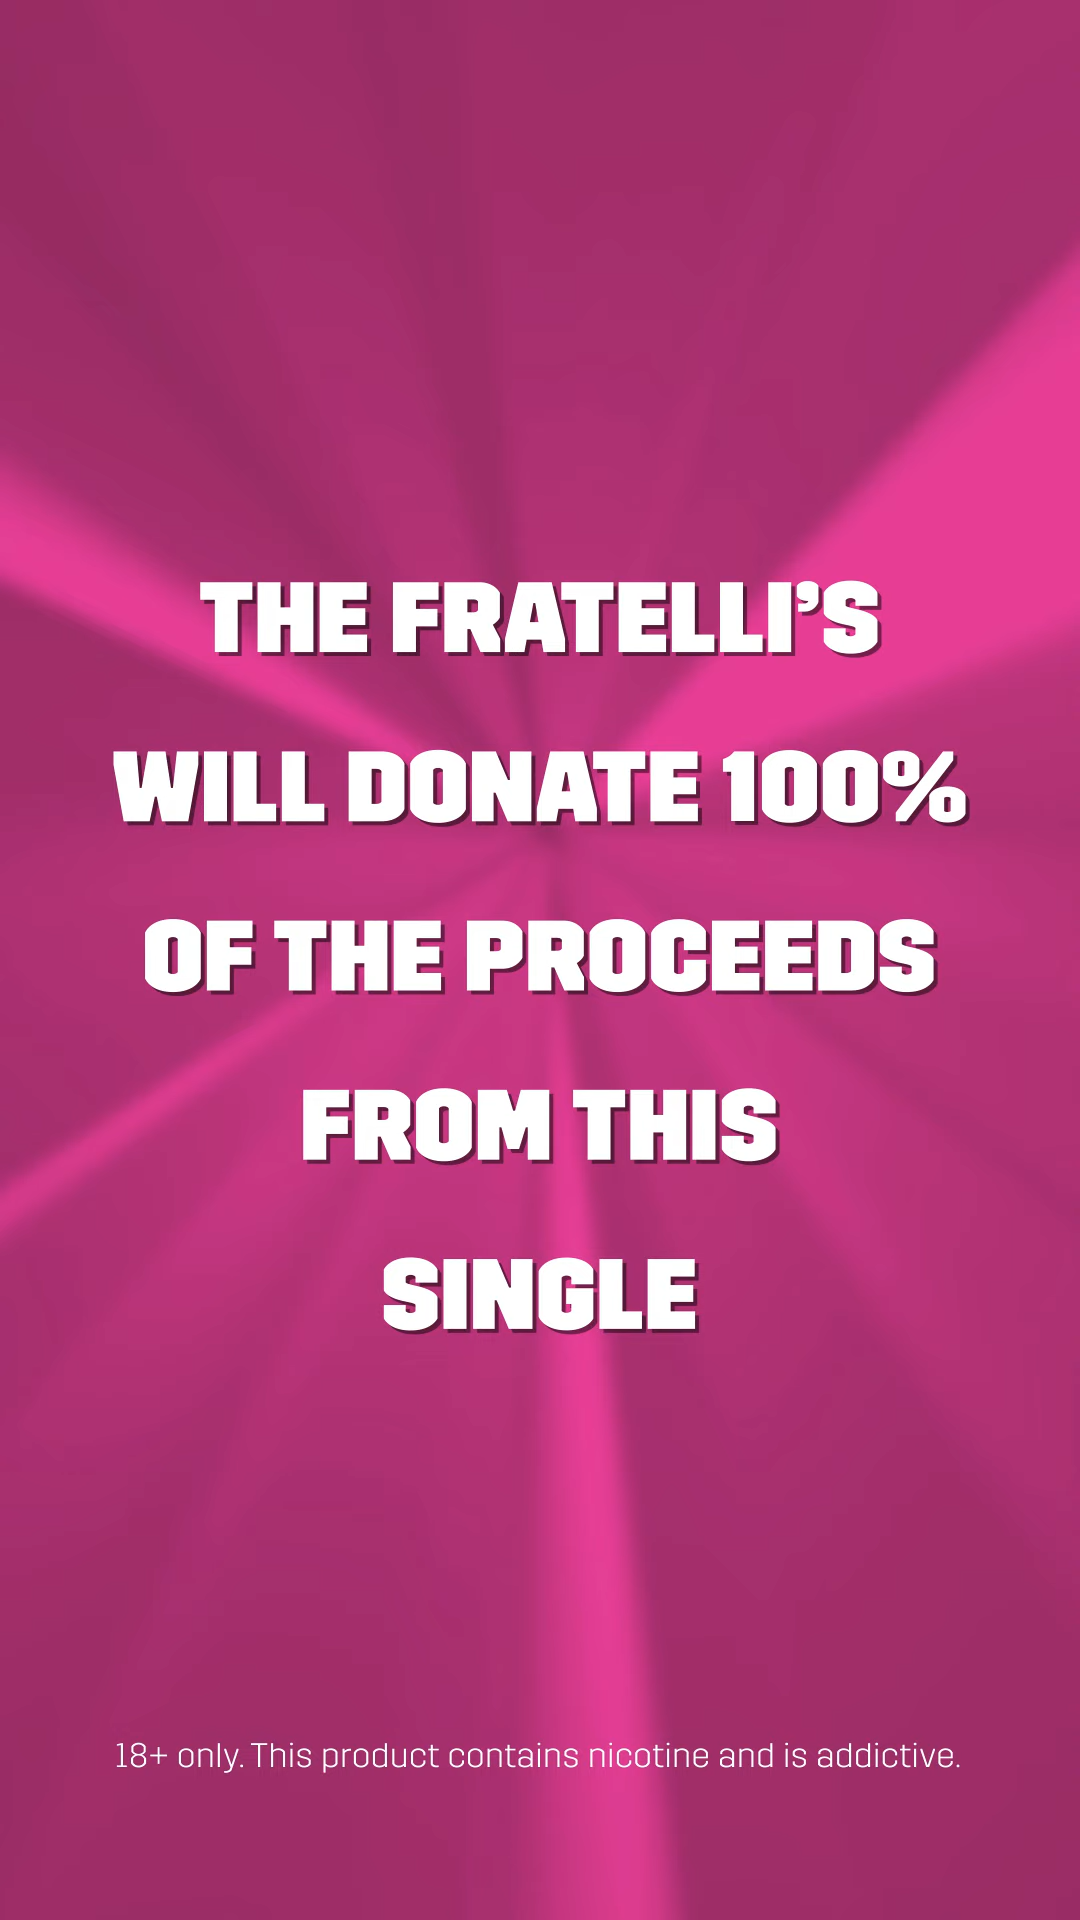 THE FRATELLI’S
WILL DONATE 100%
OF THE PROCEEDS
FROM THIS
SINGLE
18+ only. This product contains nicotine and is addictive.